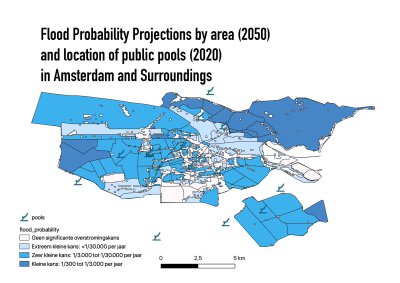 Flood Probability Projections by area (2050)
and location of public pools (2020)
in Amsterdam and Surroundings
pools
flood_probability
Geen significante overstromingskans
Extreem kleine kans: <1/30.000 per jaar
Zeer kleine kans: 1/3.000 tot 1/30.000 per jaar
Kleine kans: 1/300 tot 1/3.000 per jaar
0 2,5 5 km